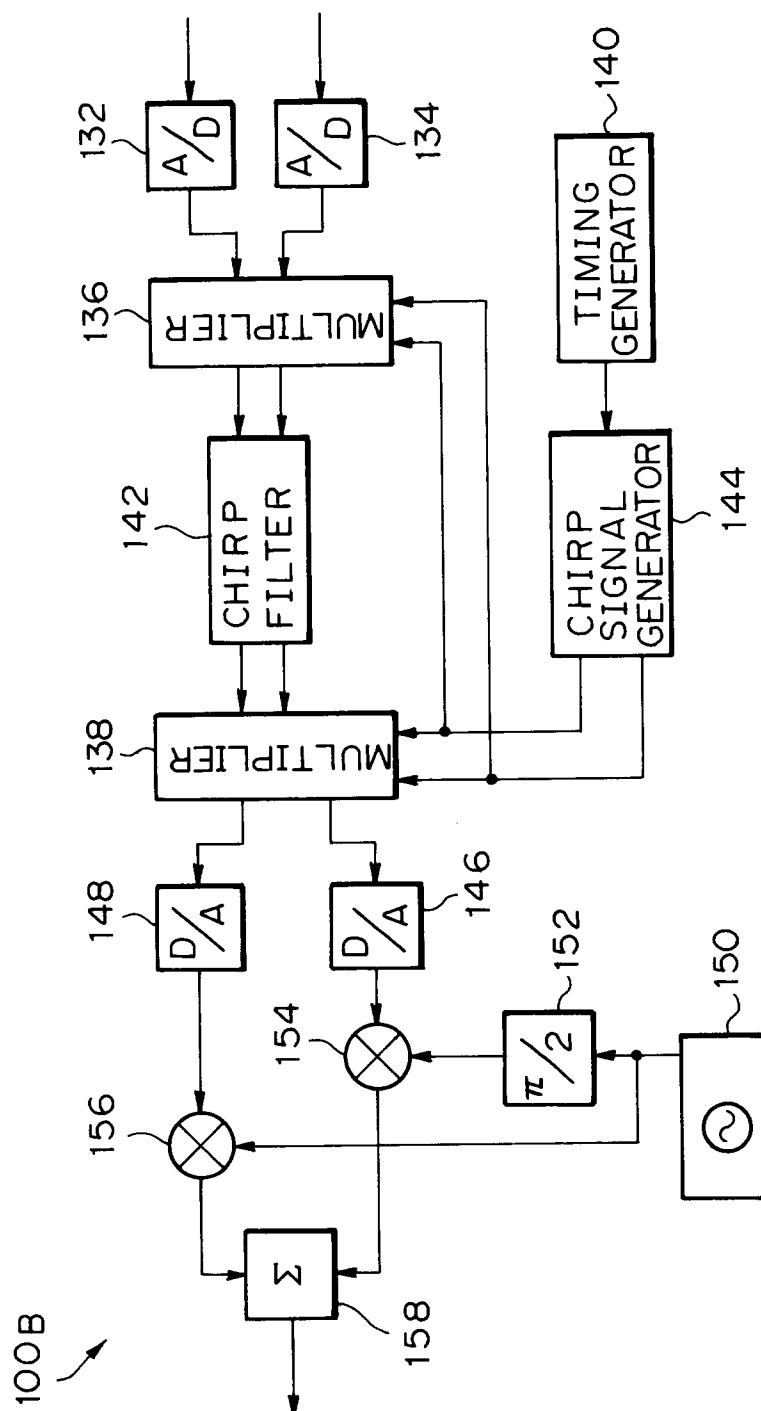 100B
132
A/D
A/D
134
136
MULTIPLIER
142
CHIRP
FILTER
138
MULTIPLIER
140
TIMING
GENERATOR
CHIRP
SIGNAL
GENERATOR
144
148
D/A
D/A
146
156
154
152
π/2
150
Σ
158